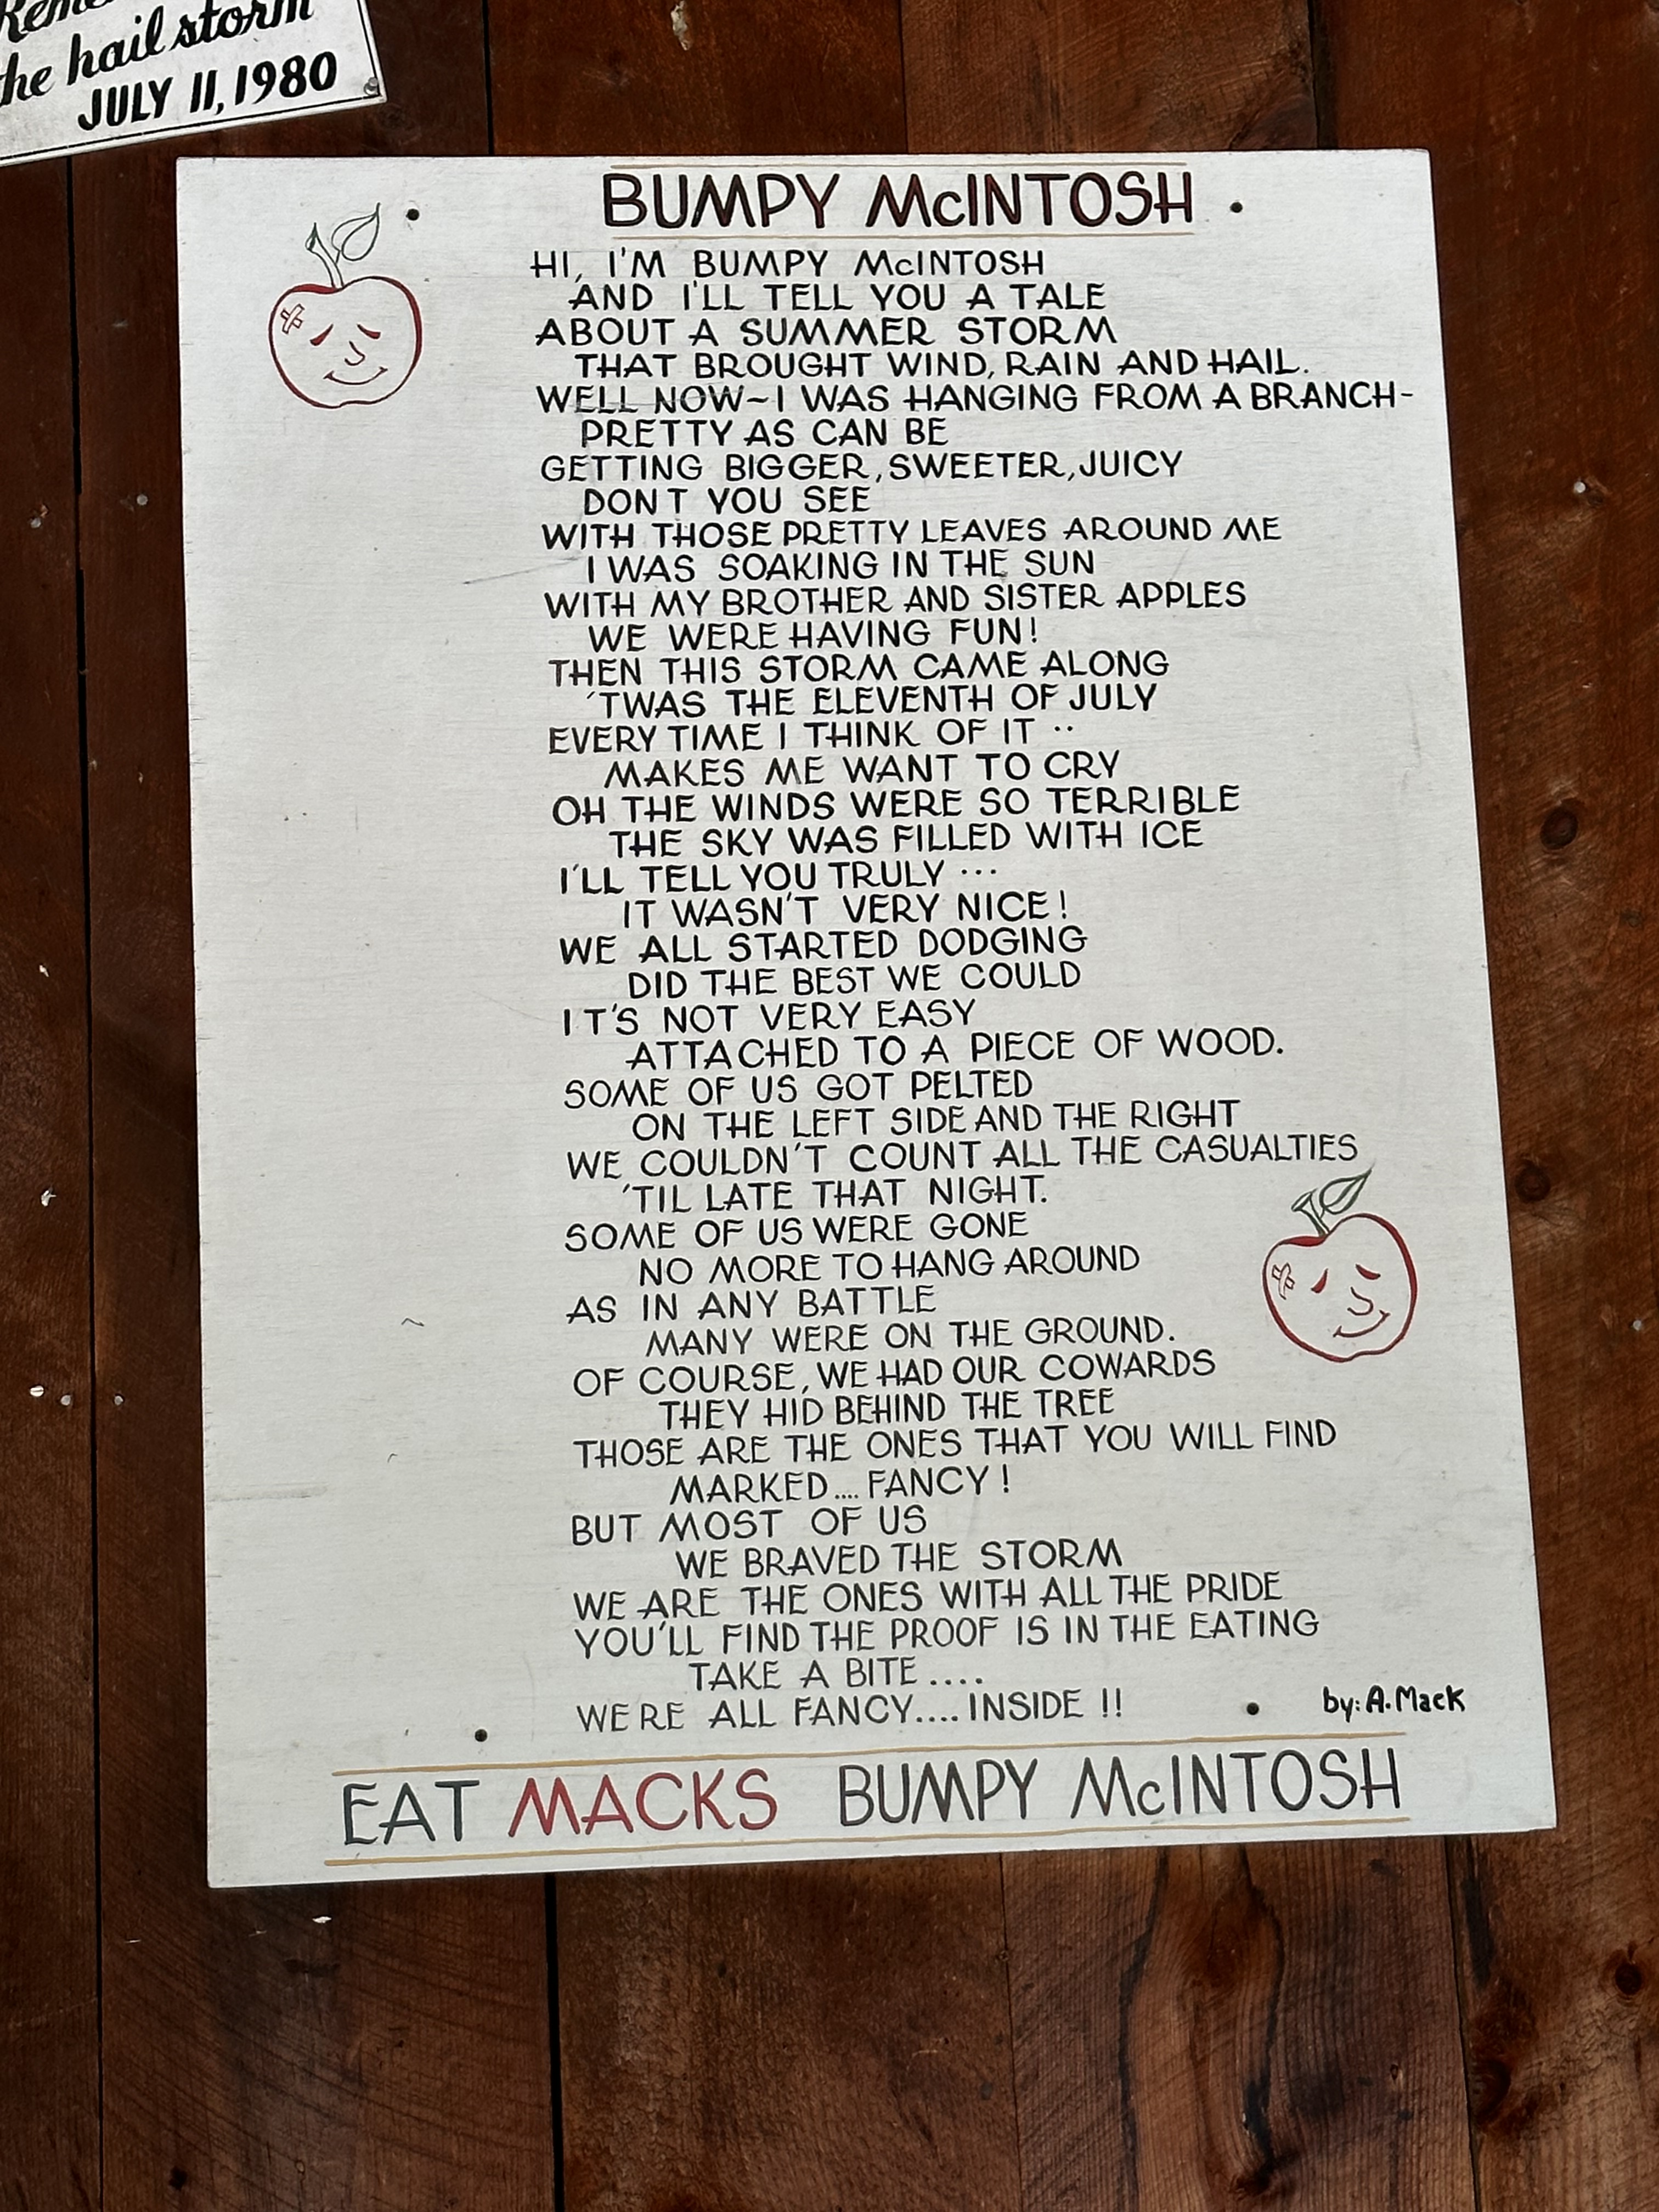 the hail storm
JULY 11, 1980
BUMPY McINTOSH
HI, I'M BUMPY McINTOSH
AND I'LL TELL YOU A TALE
ABOUT A SUMMER STORM
THAT BROUGHT WIND, RAIN AND HAIL.
WELL NOW~I WAS HANGING FROM A BRANCH-
PRETTY AS CAN BE
GETTING BIGGER, SWEETER, JUICY
DON'T YOU SEE
WITH THOSE PRETTY LEAVES AROUND ME
I WAS SOAKING IN THE SUN
WITH MY BROTHER AND SISTER APPLES
WE WERE HAVING FUN!
THEN THIS STORM CAME ALONG
'TWAS THE ELEVENTH OF JULY
EVERY TIME I THINK OF IT ..
MAKES ME WANT TO CRY
OH THE WINDS WERE SO TERRIBLE
THE SKY WAS FILLED WITH ICE
I'LL TELL YOU TRULY ...
IT WASN'T VERY NICE!
WE ALL STARTED DODGING
DID THE BEST WE COULD
IT'S NOT VERY EASY
ATTACHED TO A PIECE OF WOOD.
SOME OF US GOT PELTED
ON THE LEFT SIDE AND THE RIGHT
WE COULDN'T COUNT ALL THE CASUALTIES
'TIL LATE THAT NIGHT.
SOME OF US WERE GONE
NO MORE TO HANG AROUND
AS IN ANY BATTLE
MANY WERE ON THE GROUND.
OF COURSE, WE HAD OUR COWARDS
THEY HID BEHIND THE TREE
THOSE ARE THE ONES THAT YOU WILL FIND
MARKED.... FANCY!
BUT MOST OF US
WE BRAVED THE STORM
WE ARE THE ONES WITH ALL THE PRIDE
YOU'LL FIND THE PROOF IS IN THE EATING
TAKE A BITE ....
WE'RE ALL FANCY.... INSIDE !!
by: A. Mack
EAT MACKS BUMPY McINTOSH